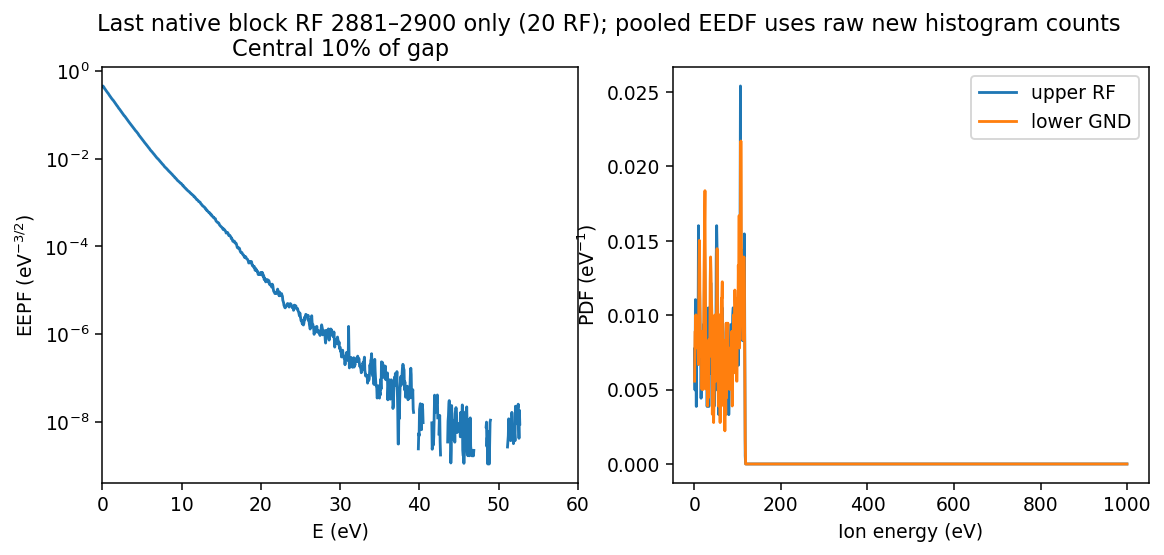 Last native block RF 2881–2900 only (20 RF); pooled EEDF uses raw new histogram counts
Central 10% of gap
EEPF (eV⁻³/²)
10⁰
10⁻²
10⁻⁴
10⁻⁶
10⁻⁸
0 10 20 30 40 50 60
E (eV)
PDF (eV⁻¹)
0.025
0.020
0.015
0.010
0.005
0.000
upper RF
lower GND
0 200 400 600 800 1000
Ion energy (eV)